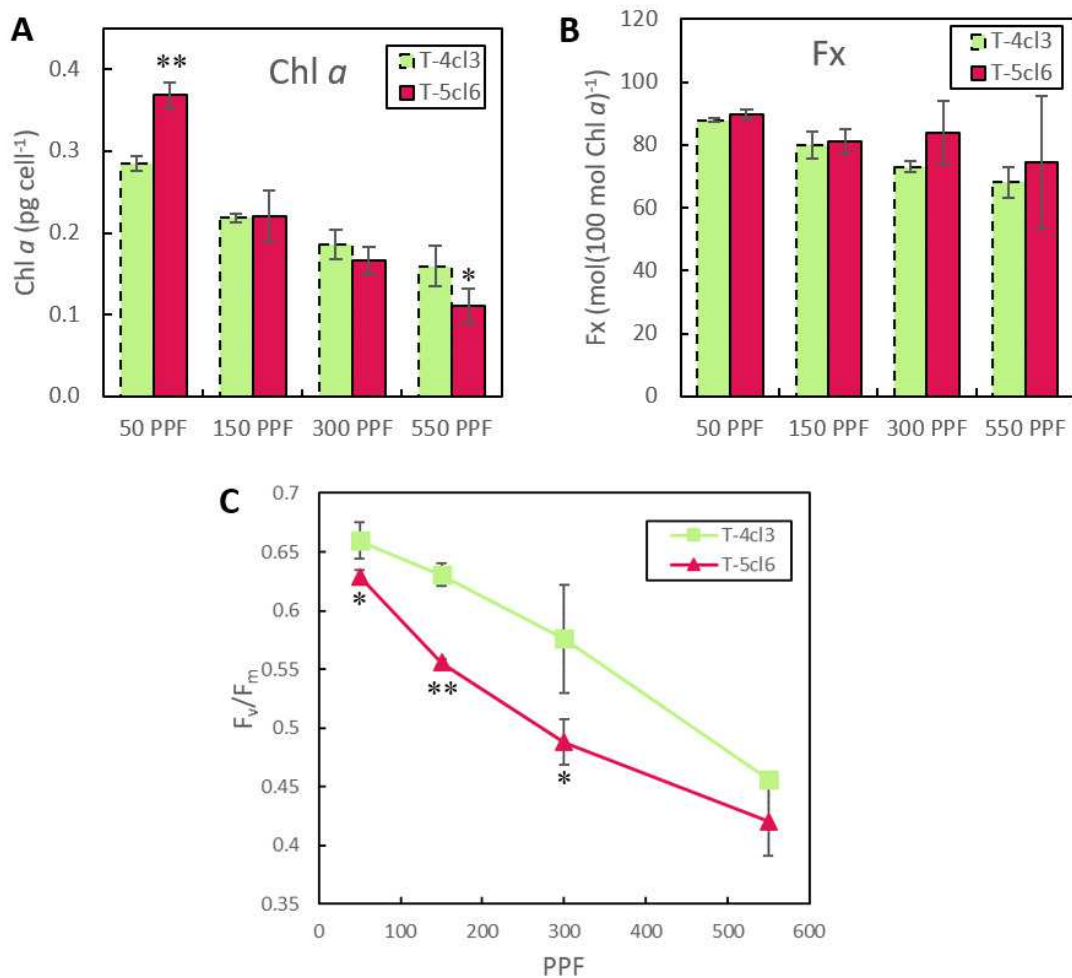 A
Chl a
T-4cl3
T-5cl6
Chl a (pg cell-1)
0.4
0.3
0.2
0.1
0.0
**
*
50 PPF 150 PPF 300 PPF 550 PPF
B
Fx
T-4cl3
T-5cl6
Fx (mol(100 mol Chl a)-1
120
100
80
60
40
20
0
50 PPF 150 PPF 300 PPF 550 PPF
C
T-4cl3
T-5cl6
Fv/Fm
0.7
0.65
0.6
0.55
0.5
0.45
0.4
0.35
*
**
*
0 100 200 300 400 500 600
PPF